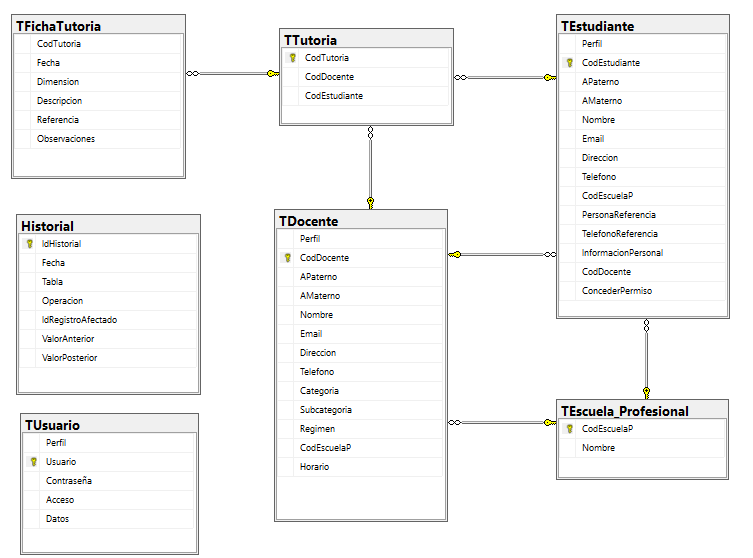 TFichaTutoria
CodTutoria
Fecha
Dimension
Descripcion
Referencia
Observaciones
TTutoria
CodTutoria
CodDocente
CodEstudiante
TEstudiante
Perfil
CodEstudiante
APaterno
AMaterno
Nombre
Email
Direccion
Telefono
CodEscuelaP
PersonaReferencia
TelefonoReferencia
InformacionPersonal
CodDocente
ConcederPermiso
Historial
IdHistorial
Fecha
Tabla
Operacion
IdRegistroAfectado
ValorAnterior
ValorPosterior
TDocente
Perfil
CodDocente
APaterno
AMaterno
Nombre
Email
Direccion
Telefono
Categoria
Subcategoria
Regimen
CodEscuelaP
Horario
TUsuario
Perfil
Usuario
Contraseña
Acceso
Datos
TEscuela_Profesional
CodEscuelaP
Nombre